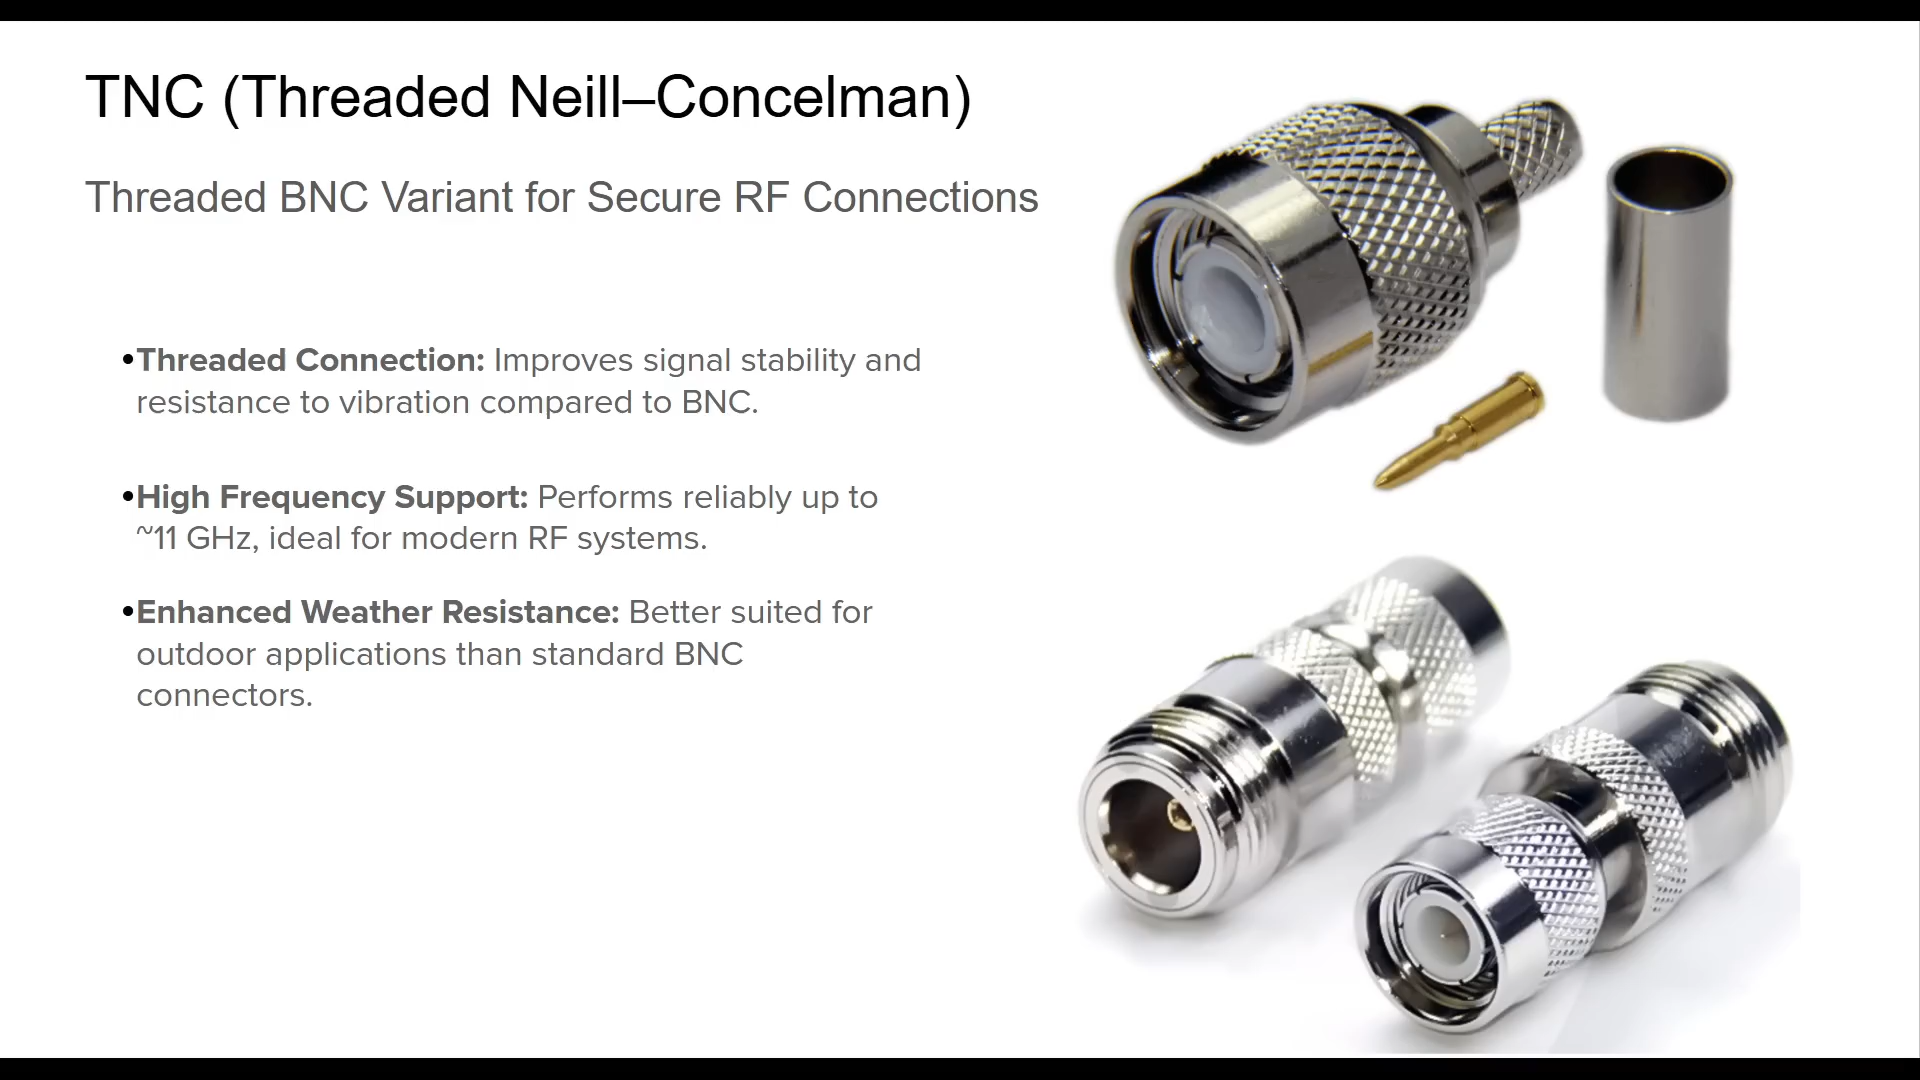 TNC (Threaded Neill–Concelman)
Threaded BNC Variant for Secure RF Connections
•Threaded Connection: Improves signal stability and
resistance to vibration compared to BNC.
•High Frequency Support: Performs reliably up to
~11 GHz, ideal for modern RF systems.
•Enhanced Weather Resistance: Better suited for
outdoor applications than standard BNC
connectors.